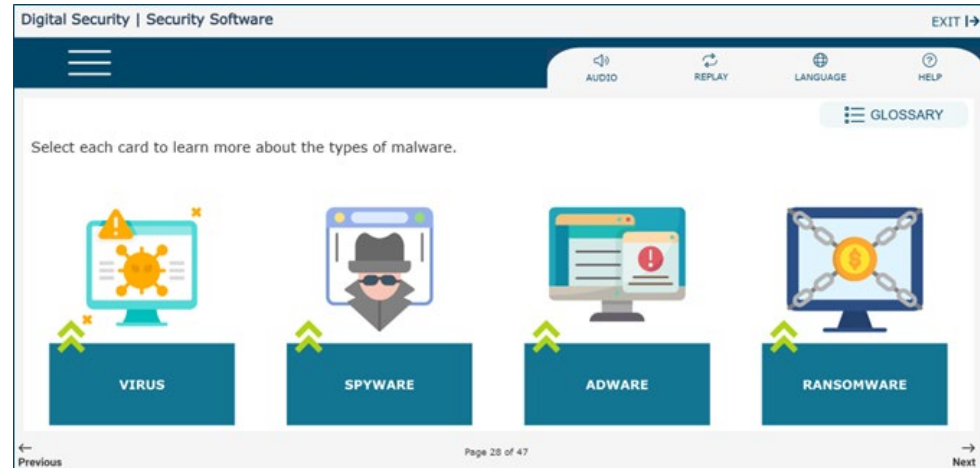 Digital Security | Security Software
EXIT
AUDIO
REPLAY
LANGUAGE
HELP
GLOSSARY
Select each card to learn more about the types of malware.
VIRUS
SPYWARE
ADWARE
RANSOMWARE
Previous
Page 28 of 47
Next